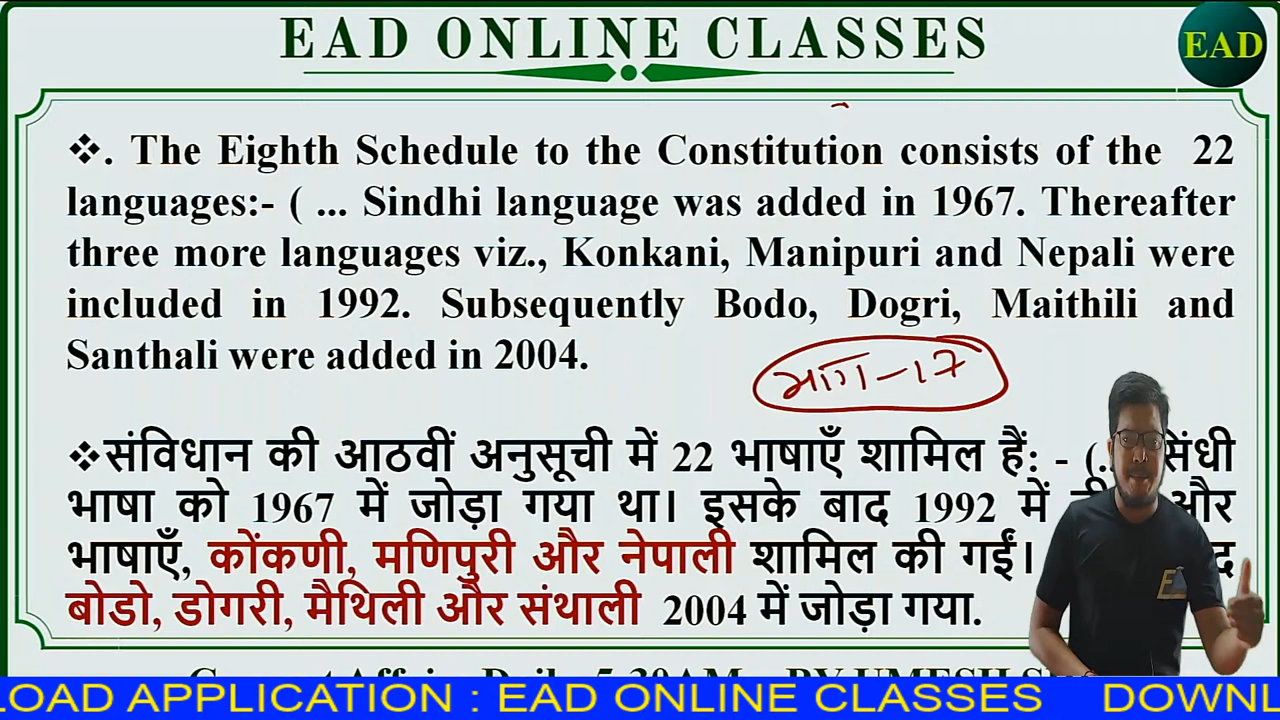 EAD ONLINE CLASSES
EAD
❖. The Eighth Schedule to the Constitution consists of the 22
languages:- ( ... Sindhi language was added in 1967. Thereafter
three more languages viz., Konkani, Manipuri and Nepali were
included in 1992. Subsequently Bodo, Dogri, Maithili and
Santhali were added in 2004.
भाग-17
❖संविधान की आठवीं अनुसूची में 22 भाषाएँ शामिल हैं: - (.. सिंधी
भाषा को 1967 में जोड़ा गया था। इसके बाद 1992 में और
भाषाएँ, कोंकणी, मणिपुरी और नेपाली शामिल की गईं।
बोडो, डोगरी, मैथिली और संथाली 2004 में जोड़ा गया.
LOAD APPLICATION : EAD ONLINE CLASSES DOWNL